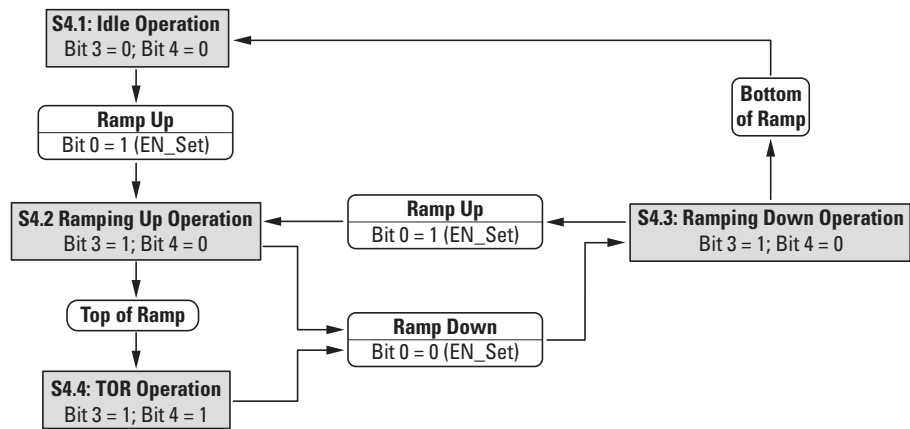 S4.1: Idle Operation
Bit 3 = 0; Bit 4 = 0
Ramp Up
Bit 0 = 1 (EN_Set)
Bottom
of Ramp
S4.2 Ramping Up Operation
Bit 3 = 1; Bit 4 = 0
Ramp Up
Bit 0 = 1 (EN_Set)
S4.3: Ramping Down Operation
Bit 3 = 1; Bit 4 = 0
Top of Ramp
Ramp Down
Bit 0 = 0 (EN_Set)
S4.4: TOR Operation
Bit 3 = 1; Bit 4 = 1